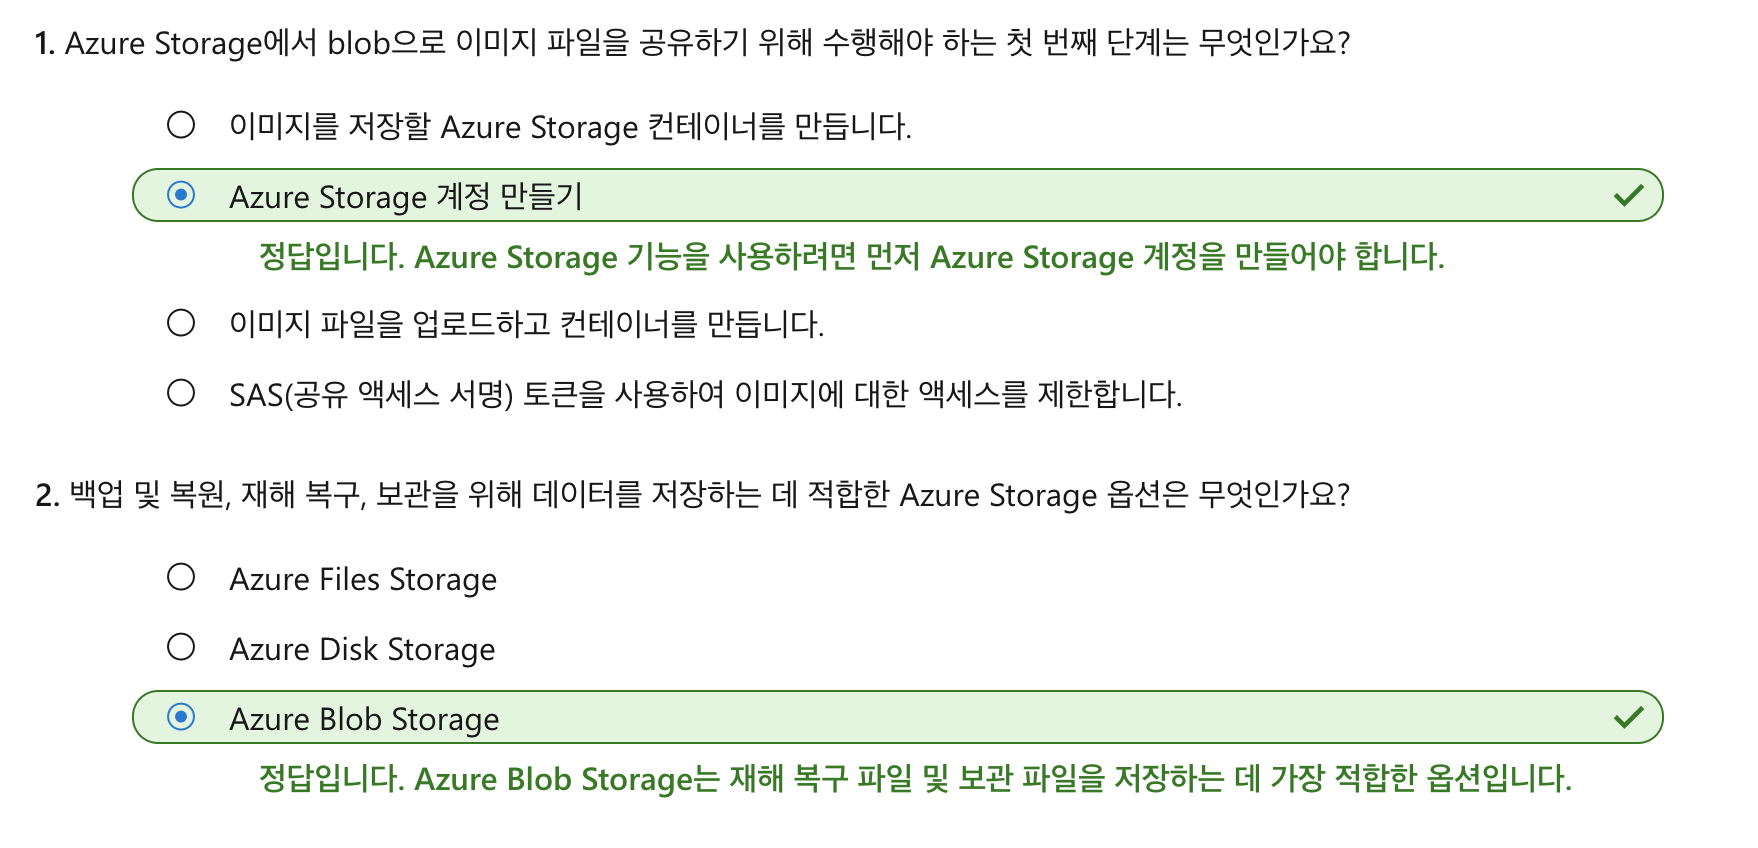 1. Azure Storage에서 blob으로 이미지 파일을 공유하기 위해 수행해야 하는 첫 번째 단계는 무엇인가요?
이미지를 저장할 Azure Storage 컨테이너를 만듭니다.
Azure Storage 계정 만들기
정답입니다. Azure Storage 기능을 사용하려면 먼저 Azure Storage 계정을 만들어야 합니다.
이미지 파일을 업로드하고 컨테이너를 만듭니다.
SAS(공유 액세스 서명) 토큰을 사용하여 이미지에 대한 액세스를 제한합니다.
2. 백업 및 복원, 재해 복구, 보관을 위해 데이터를 저장하는 데 적합한 Azure Storage 옵션은 무엇인가요?
Azure Files Storage
Azure Disk Storage
Azure Blob Storage
정답입니다. Azure Blob Storage는 재해 복구 파일 및 보관 파일을 저장하는 데 가장 적합한 옵션입니다.